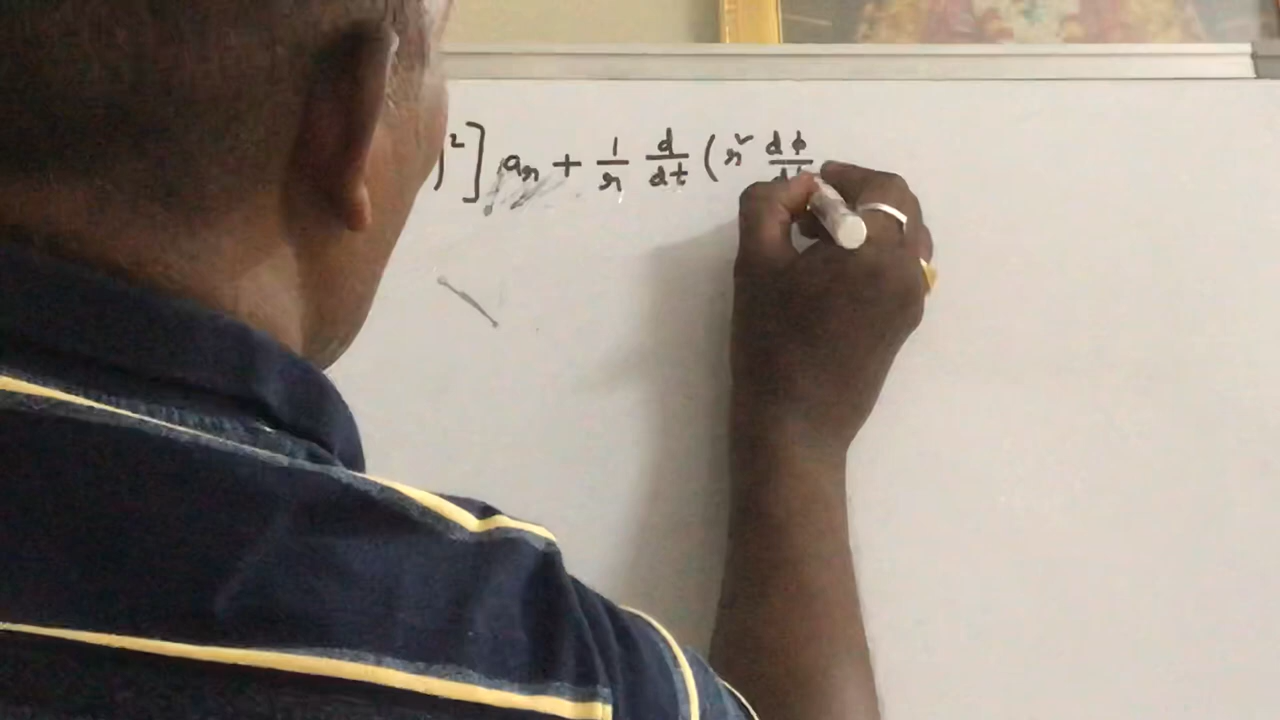 )²] aᵣ + 1/r d/dt (r² dφ/dt